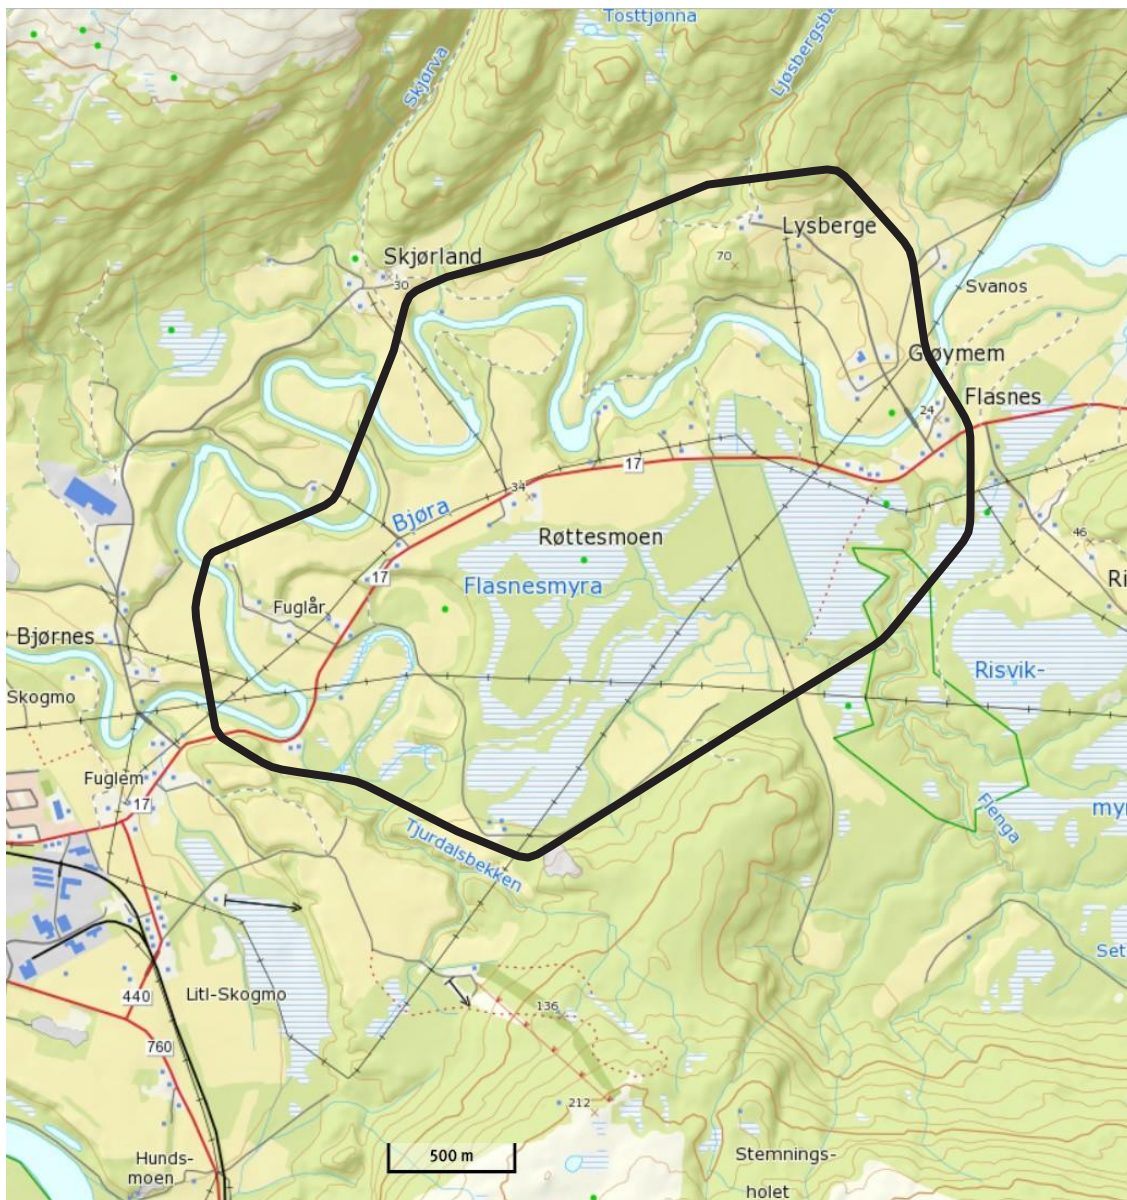 Tosttjønna
Skjørva
Ljøsbergsbe
Lysberge
Skjørland
70
30
Svanos
Gløymem
Flasnes
24
17
34
Bjøra
Røttesmoen
46
17
Flasnesmyra
Ri
Fuglår
Bjørnes
Risvik-
Skogmo
Fuglem
17
Flenga
myr
Tjurdalsbekken
Set
440
Litl-Skogmo
136
760
212
500 m
Hunds-
moen
Stemnings-
holet